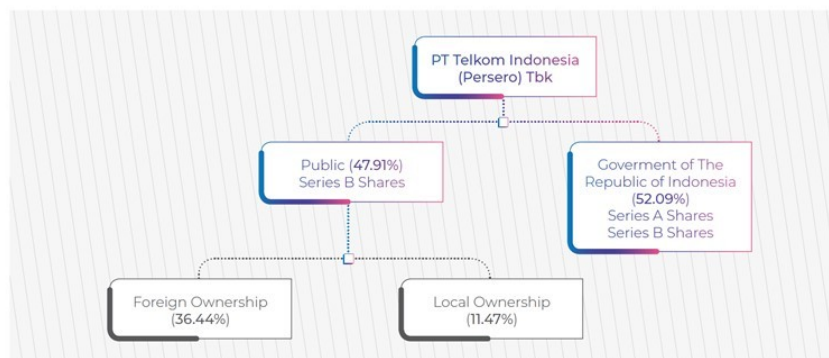 PT Telkom Indonesia
(Persero) Tbk
Public (47.91%)
Series B Shares
Goverment of The
Republic of Indonesia
(52.09%)
Series A Shares
Series B Shares
Foreign Ownership
(36.44%)
Local Ownership
(11.47%)